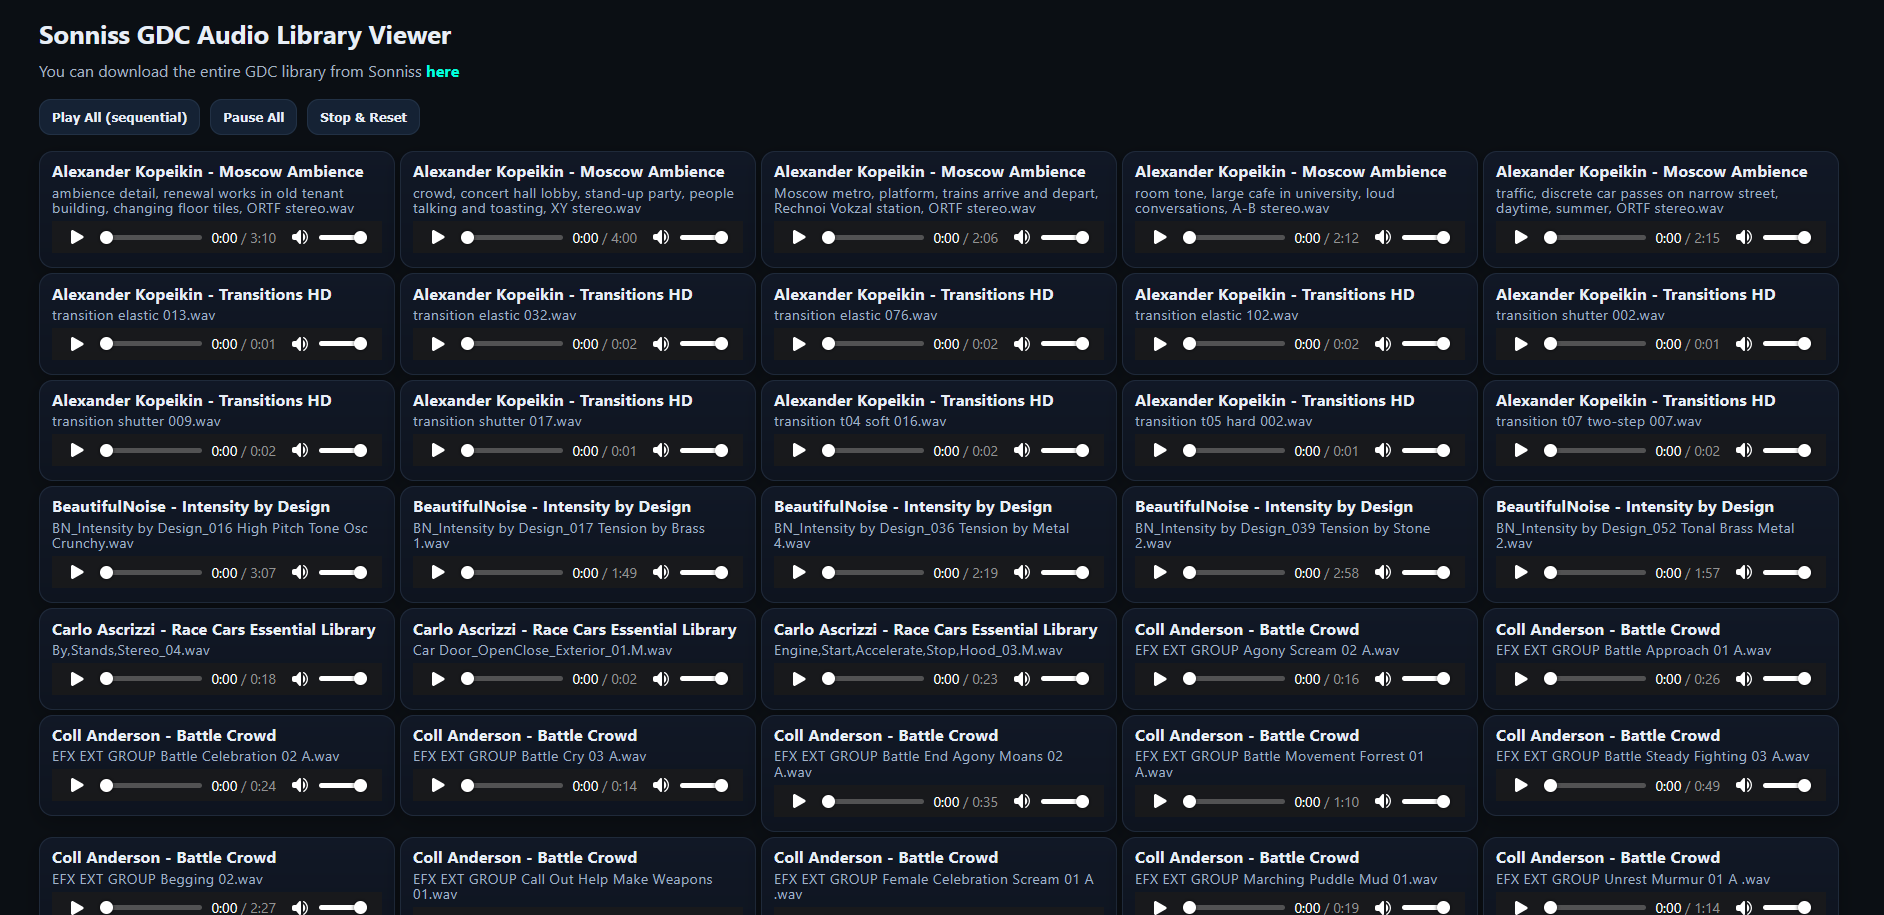 Sonniss GDC Audio Library Viewer
You can download the entire GDC library from Sonniss here
Play All (sequential)
Pause All
Stop & Reset
Alexander Kopeikin - Moscow Ambience
ambience detail, renewal works in old tenant
building, changing floor tiles, ORTF stereo.wav
0:00 / 3:10
Alexander Kopeikin - Moscow Ambience
crowd, concert hall lobby, stand-up party, people
talking and toasting, XY stereo.wav
0:00 / 4:00
Alexander Kopeikin - Moscow Ambience
Moscow metro, platform, trains arrive and depart,
Rechnoi Vokzal station, ORTF stereo.wav
0:00 / 2:06
Alexander Kopeikin - Moscow Ambience
room tone, large cafe in university, loud
conversations, A-B stereo.wav
0:00 / 2:12
Alexander Kopeikin - Moscow Ambience
traffic, discrete car passes on narrow street,
daytime, summer, ORTF stereo.wav
0:00 / 2:15
Alexander Kopeikin - Transitions HD
transition elastic 013.wav
0:00 / 0:01
Alexander Kopeikin - Transitions HD
transition elastic 032.wav
0:00 / 0:02
Alexander Kopeikin - Transitions HD
transition elastic 076.wav
0:00 / 0:02
Alexander Kopeikin - Transitions HD
transition elastic 102.wav
0:00 / 0:02
Alexander Kopeikin - Transitions HD
transition shutter 002.wav
0:00 / 0:01
Alexander Kopeikin - Transitions HD
transition shutter 009.wav
0:00 / 0:02
Alexander Kopeikin - Transitions HD
transition shutter 017.wav
0:00 / 0:01
Alexander Kopeikin - Transitions HD
transition t04 soft 016.wav
0:00 / 0:02
Alexander Kopeikin - Transitions HD
transition t05 hard 002.wav
0:00 / 0:01
Alexander Kopeikin - Transitions HD
transition t07 two-step 007.wav
0:00 / 0:02
BeautifulNoise - Intensity by Design
BN_Intensity by Design_016 High Pitch Tone Osc
Crunchy.wav
0:00 / 3:07
BeautifulNoise - Intensity by Design
BN_Intensity by Design_017 Tension by Brass
1.wav
0:00 / 1:49
BeautifulNoise - Intensity by Design
BN_Intensity by Design_036 Tension by Metal
4.wav
0:00 / 2:19
BeautifulNoise - Intensity by Design
BN_Intensity by Design_039 Tension by Stone
2.wav
0:00 / 2:58
BeautifulNoise - Intensity by Design
BN_Intensity by Design_052 Tonal Brass Metal
2.wav
0:00 / 1:57
Carlo Ascrizzi - Race Cars Essential Library
By,Stands,Stereo_04.wav
0:00 / 0:18
Carlo Ascrizzi - Race Cars Essential Library
Car Door_OpenClose_Exterior_01.M.wav
0:00 / 0:02
Carlo Ascrizzi - Race Cars Essential Library
Engine,Start,Accelerate,Stop,Hood_03.M.wav
0:00 / 0:23
Coll Anderson - Battle Crowd
EFX EXT GROUP Agony Scream 02 A.wav
0:00 / 0:16
Coll Anderson - Battle Crowd
EFX EXT GROUP Battle Approach 01 A.wav
0:00 / 0:26
Coll Anderson - Battle Crowd
EFX EXT GROUP Battle Celebration 02 A.wav
0:00 / 0:24
Coll Anderson - Battle Crowd
EFX EXT GROUP Battle Cry 03 A.wav
0:00 / 0:14
Coll Anderson - Battle Crowd
EFX EXT GROUP Battle End Agony Moans 02
A.wav
0:00 / 0:35
Coll Anderson - Battle Crowd
EFX EXT GROUP Battle Movement Forrest 01
A.wav
0:00 / 1:10
Coll Anderson - Battle Crowd
EFX EXT GROUP Battle Steady Fighting 03 A.wav
0:00 / 0:49
Coll Anderson - Battle Crowd
EFX EXT GROUP Begging 02.wav
0:00 / 2:27
Coll Anderson - Battle Crowd
EFX EXT GROUP Call Out Help Make Weapons
01.wav
Coll Anderson - Battle Crowd
EFX EXT GROUP Female Celebration Scream 01 A
.wav
Coll Anderson - Battle Crowd
EFX EXT GROUP Marching Puddle Mud 01.wav
0:00 / 0:19
Coll Anderson - Battle Crowd
EFX EXT GROUP Unrest Murmur 01 A .wav
0:00 / 1:14